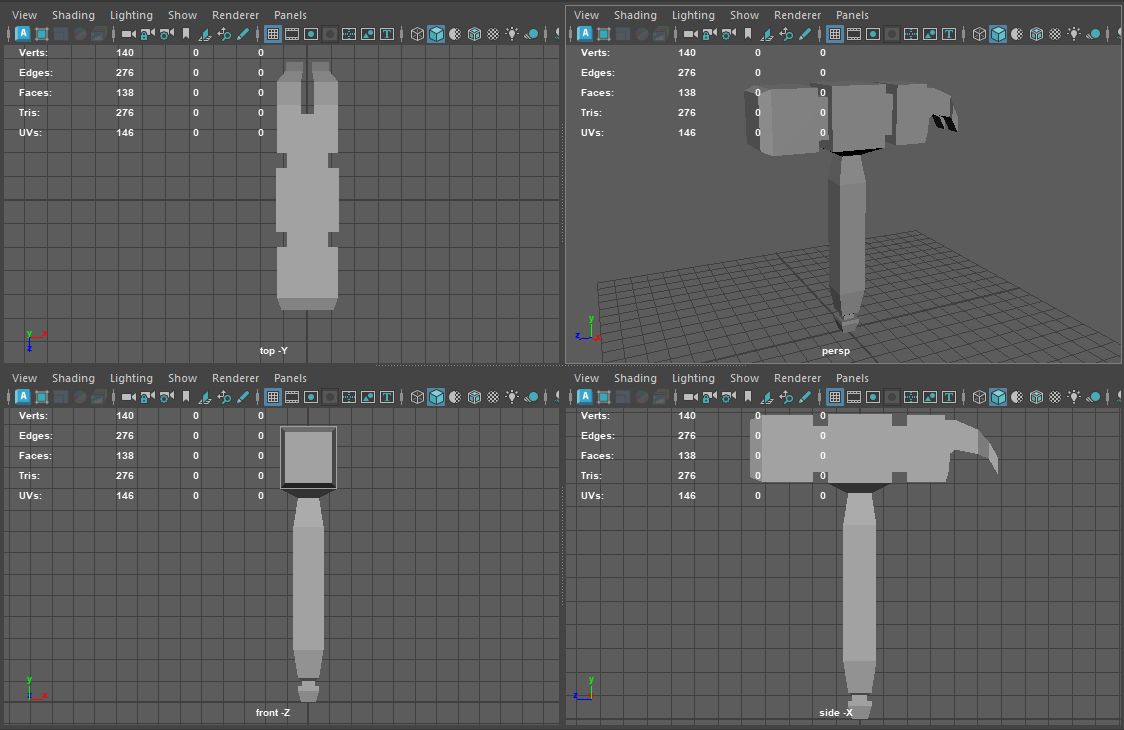 View Shading Lighting Show Renderer Panels
Verts: 140 0 0
Edges: 276 0 0
Faces: 138 0 0
Tris: 276 0 0
UVs: 146 0 0
y x
z
top -Y
View Shading Lighting Show Renderer Panels
Verts: 140 0 0
Edges: 276 0 0
Faces: 138 0 0
Tris: 276 0 0
UVs: 146 0 0
y
z x
persp
View Shading Lighting Show Renderer Panels
Verts: 140 0 0
Edges: 276 0 0
Faces: 138 0 0
Tris: 276 0 0
UVs: 146 0 0
y
z x
front -Z
View Shading Lighting Show Renderer Panels
Verts: 140 0 0
Edges: 276 0 0
Faces: 138 0 0
Tris: 276 0 0
UVs: 146 0 0
y
z x
side -X